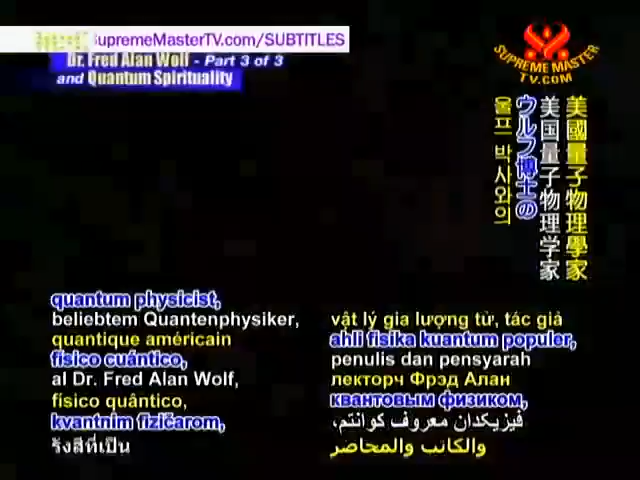 SupremeMasterTV.com/SUBTITLES
Dr. Fred Alan Wolf - Part 3 of 3
and Quantum Spirituality
SUPREME MASTER
TV.COM
美國量子物理學家
美国量子物理学家
ウルフ博士の
울프 박사와의
quantum physicist,
beliebtem Quantenphysiker,
quantique américain
físico cuántico,
al Dr. Fred Alan Wolf,
físico quântico,
kvantnim fizičarom,
รังสีที่เป็น
vật lý gia lượng tử, tác giả
ahli fisika kuantum populer,
penulis dan pensyarah
лекторч Фрэд Алан
квантовым физиком,
فيزيكدان معروف كوانتم،
والكاتب والمحاضر